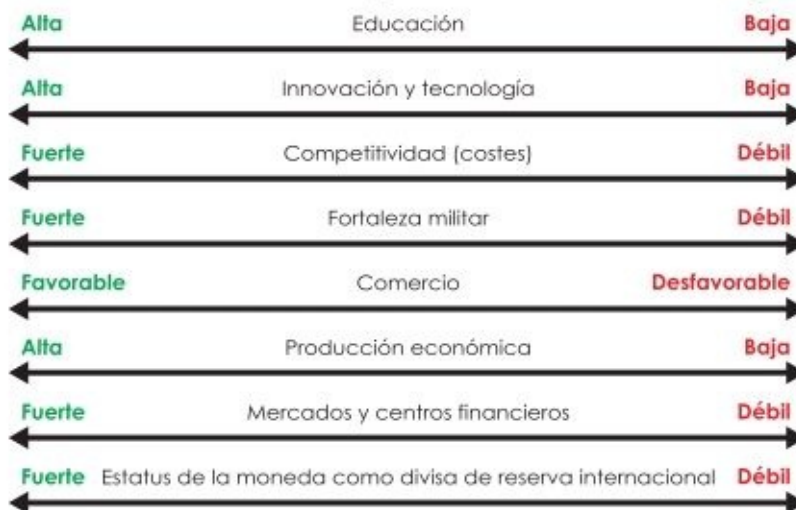 Alta Educación Baja
Alta Innovación y tecnología Baja
Fuerte Competitividad (costes) Débil
Fuerte Fortaleza militar Débil
Favorable Comercio Desfavorable
Alta Producción económica Baja
Fuerte Mercados y centros financieros Débil
Fuerte Estatus de la moneda como divisa de reserva internacional Débil